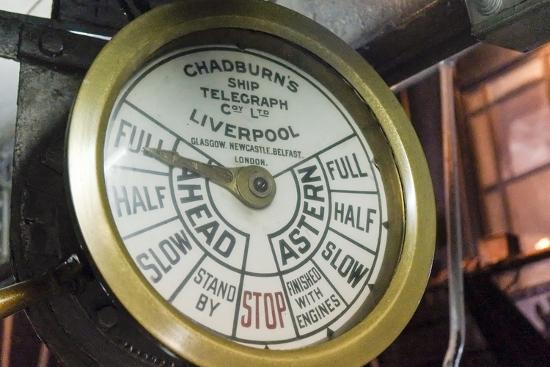 CHADBURN'S
SHIP
TELEGRAPH
Coy LTD
LIVERPOOL
GLASGOW. NEWCASTLE. BELFAST.
LONDON.
FULL
HALF
SLOW
STAND
BY
STOP
FINISHED
WITH
ENGINES
SLOW
HALF
FULL
AHEAD
ASTERN